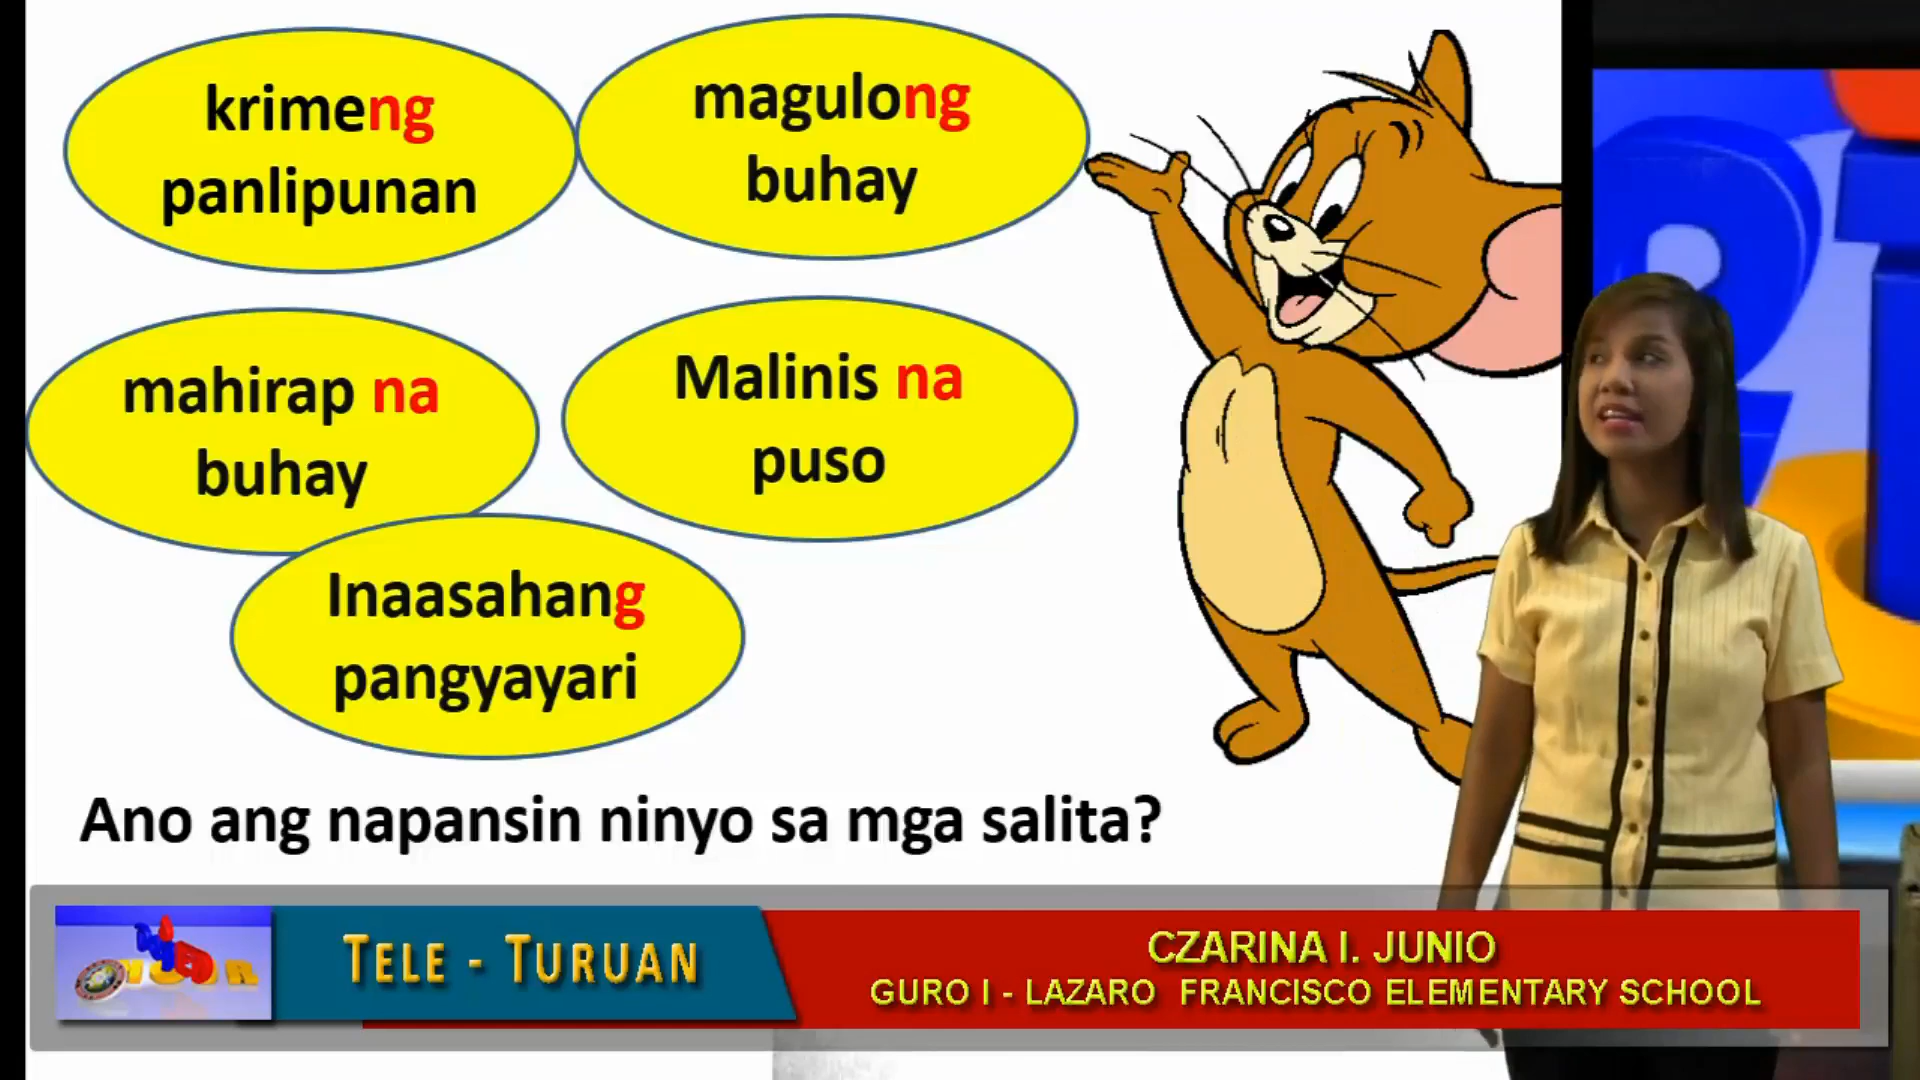 krimeng
panlipunan
magulong
buhay
mahirap na
buhay
Malinis na
puso
Inaasahang
pangyayari
Ano ang napansin ninyo sa mga salita?
TELE - TURUAN
CZARINA I. JUNIO
GURO I - LAZARO FRANCISCO ELEMENTARY SCHOOL